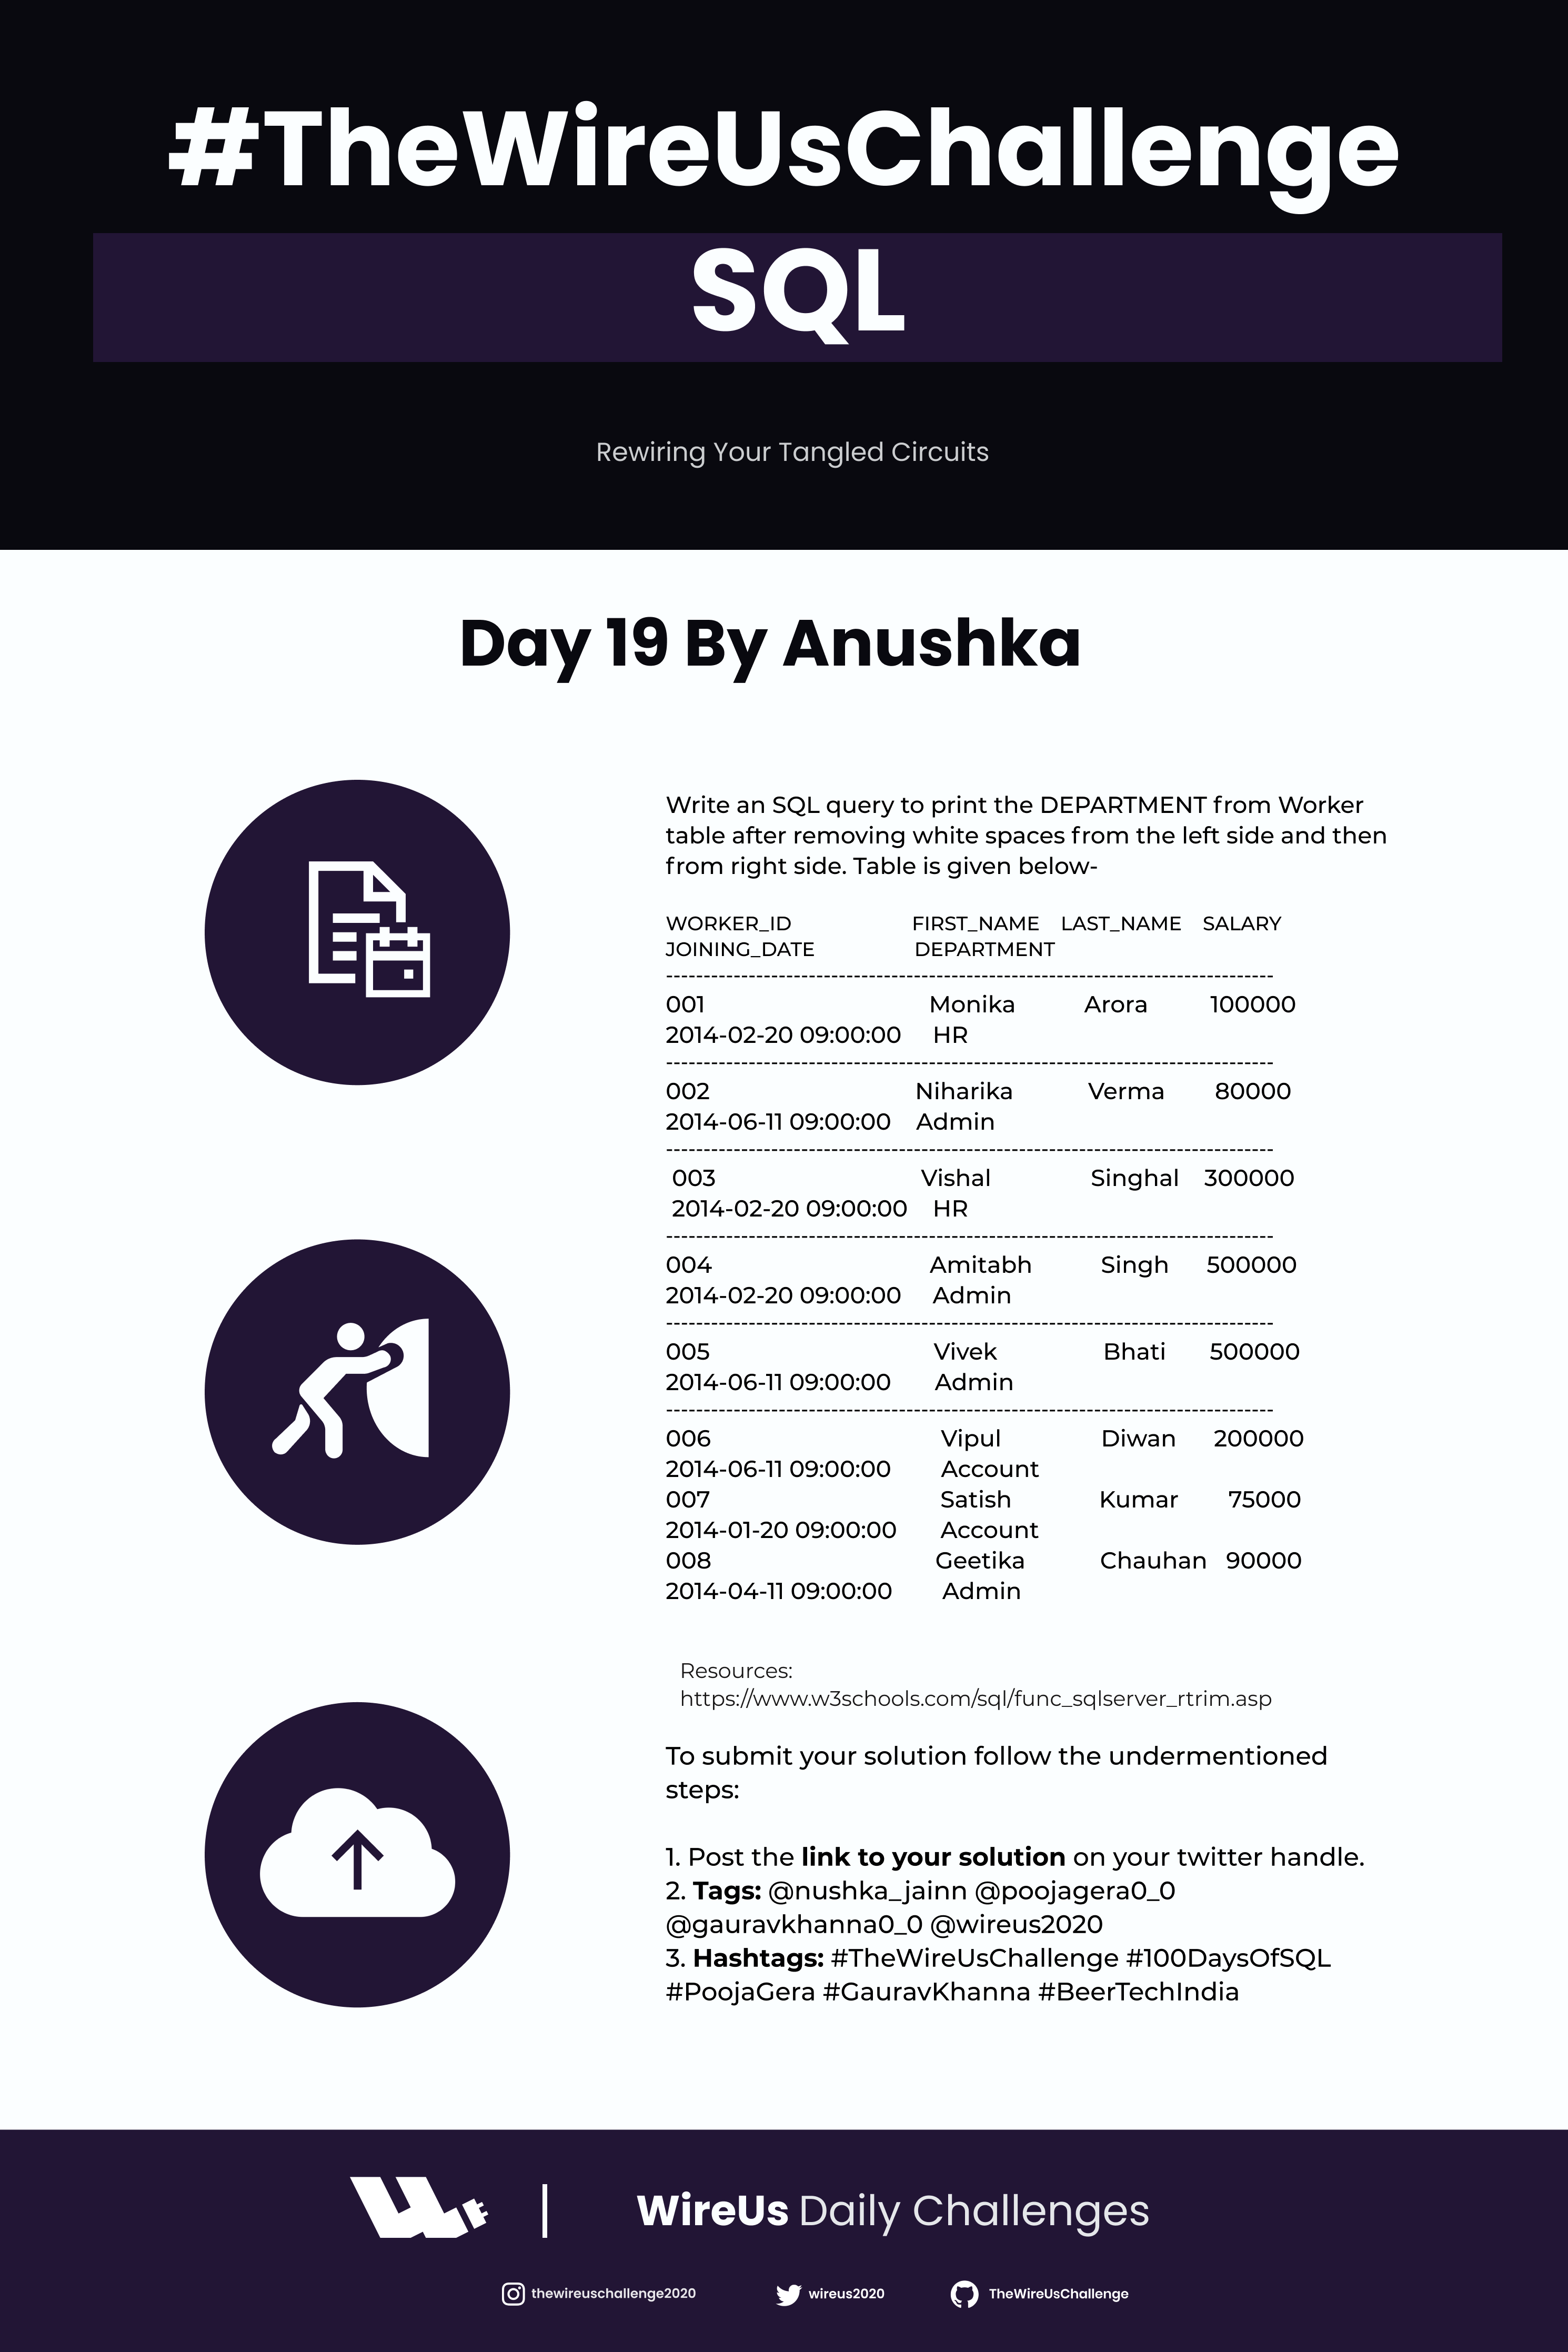 #TheWireUsChallenge
SQL
Rewiring Your Tangled Circuits
Day 19 By Anushka
Write an SQL query to print the DEPARTMENT from Worker
table after removing white spaces from the left side and then
from right side. Table is given below-
WORKER_ID FIRST_NAME LAST_NAME SALARY
JOINING_DATE DEPARTMENT
---------------------------------------------------------------------------------
001 Monika Arora 100000
2014-02-20 09:00:00 HR
---------------------------------------------------------------------------------
002 Niharika Verma 80000
2014-06-11 09:00:00 Admin
---------------------------------------------------------------------------------
003 Vishal Singhal 300000
2014-02-20 09:00:00 HR
---------------------------------------------------------------------------------
004 Amitabh Singh 500000
2014-02-20 09:00:00 Admin
---------------------------------------------------------------------------------
005 Vivek Bhati 500000
2014-06-11 09:00:00 Admin
---------------------------------------------------------------------------------
006 Vipul Diwan 200000
2014-06-11 09:00:00 Account
007 Satish Kumar 75000
2014-01-20 09:00:00 Account
008 Geetika Chauhan 90000
2014-04-11 09:00:00 Admin
Resources:
https://www.w3schools.com/sql/func_sqlserver_rtrim.asp
To submit your solution follow the undermentioned
steps:
1. Post the link to your solution on your twitter handle.
2. Tags: @nushka_jainn @poojagera0_0
@gauravkhanna0_0 @wireus2020
3. Hashtags: #TheWireUsChallenge #100DaysOfSQL
#PoojaGera #GauravKhanna #BeerTechIndia
WireUs Daily Challenges
thewireuschallenge2020 wireus2020 TheWireUsChallenge